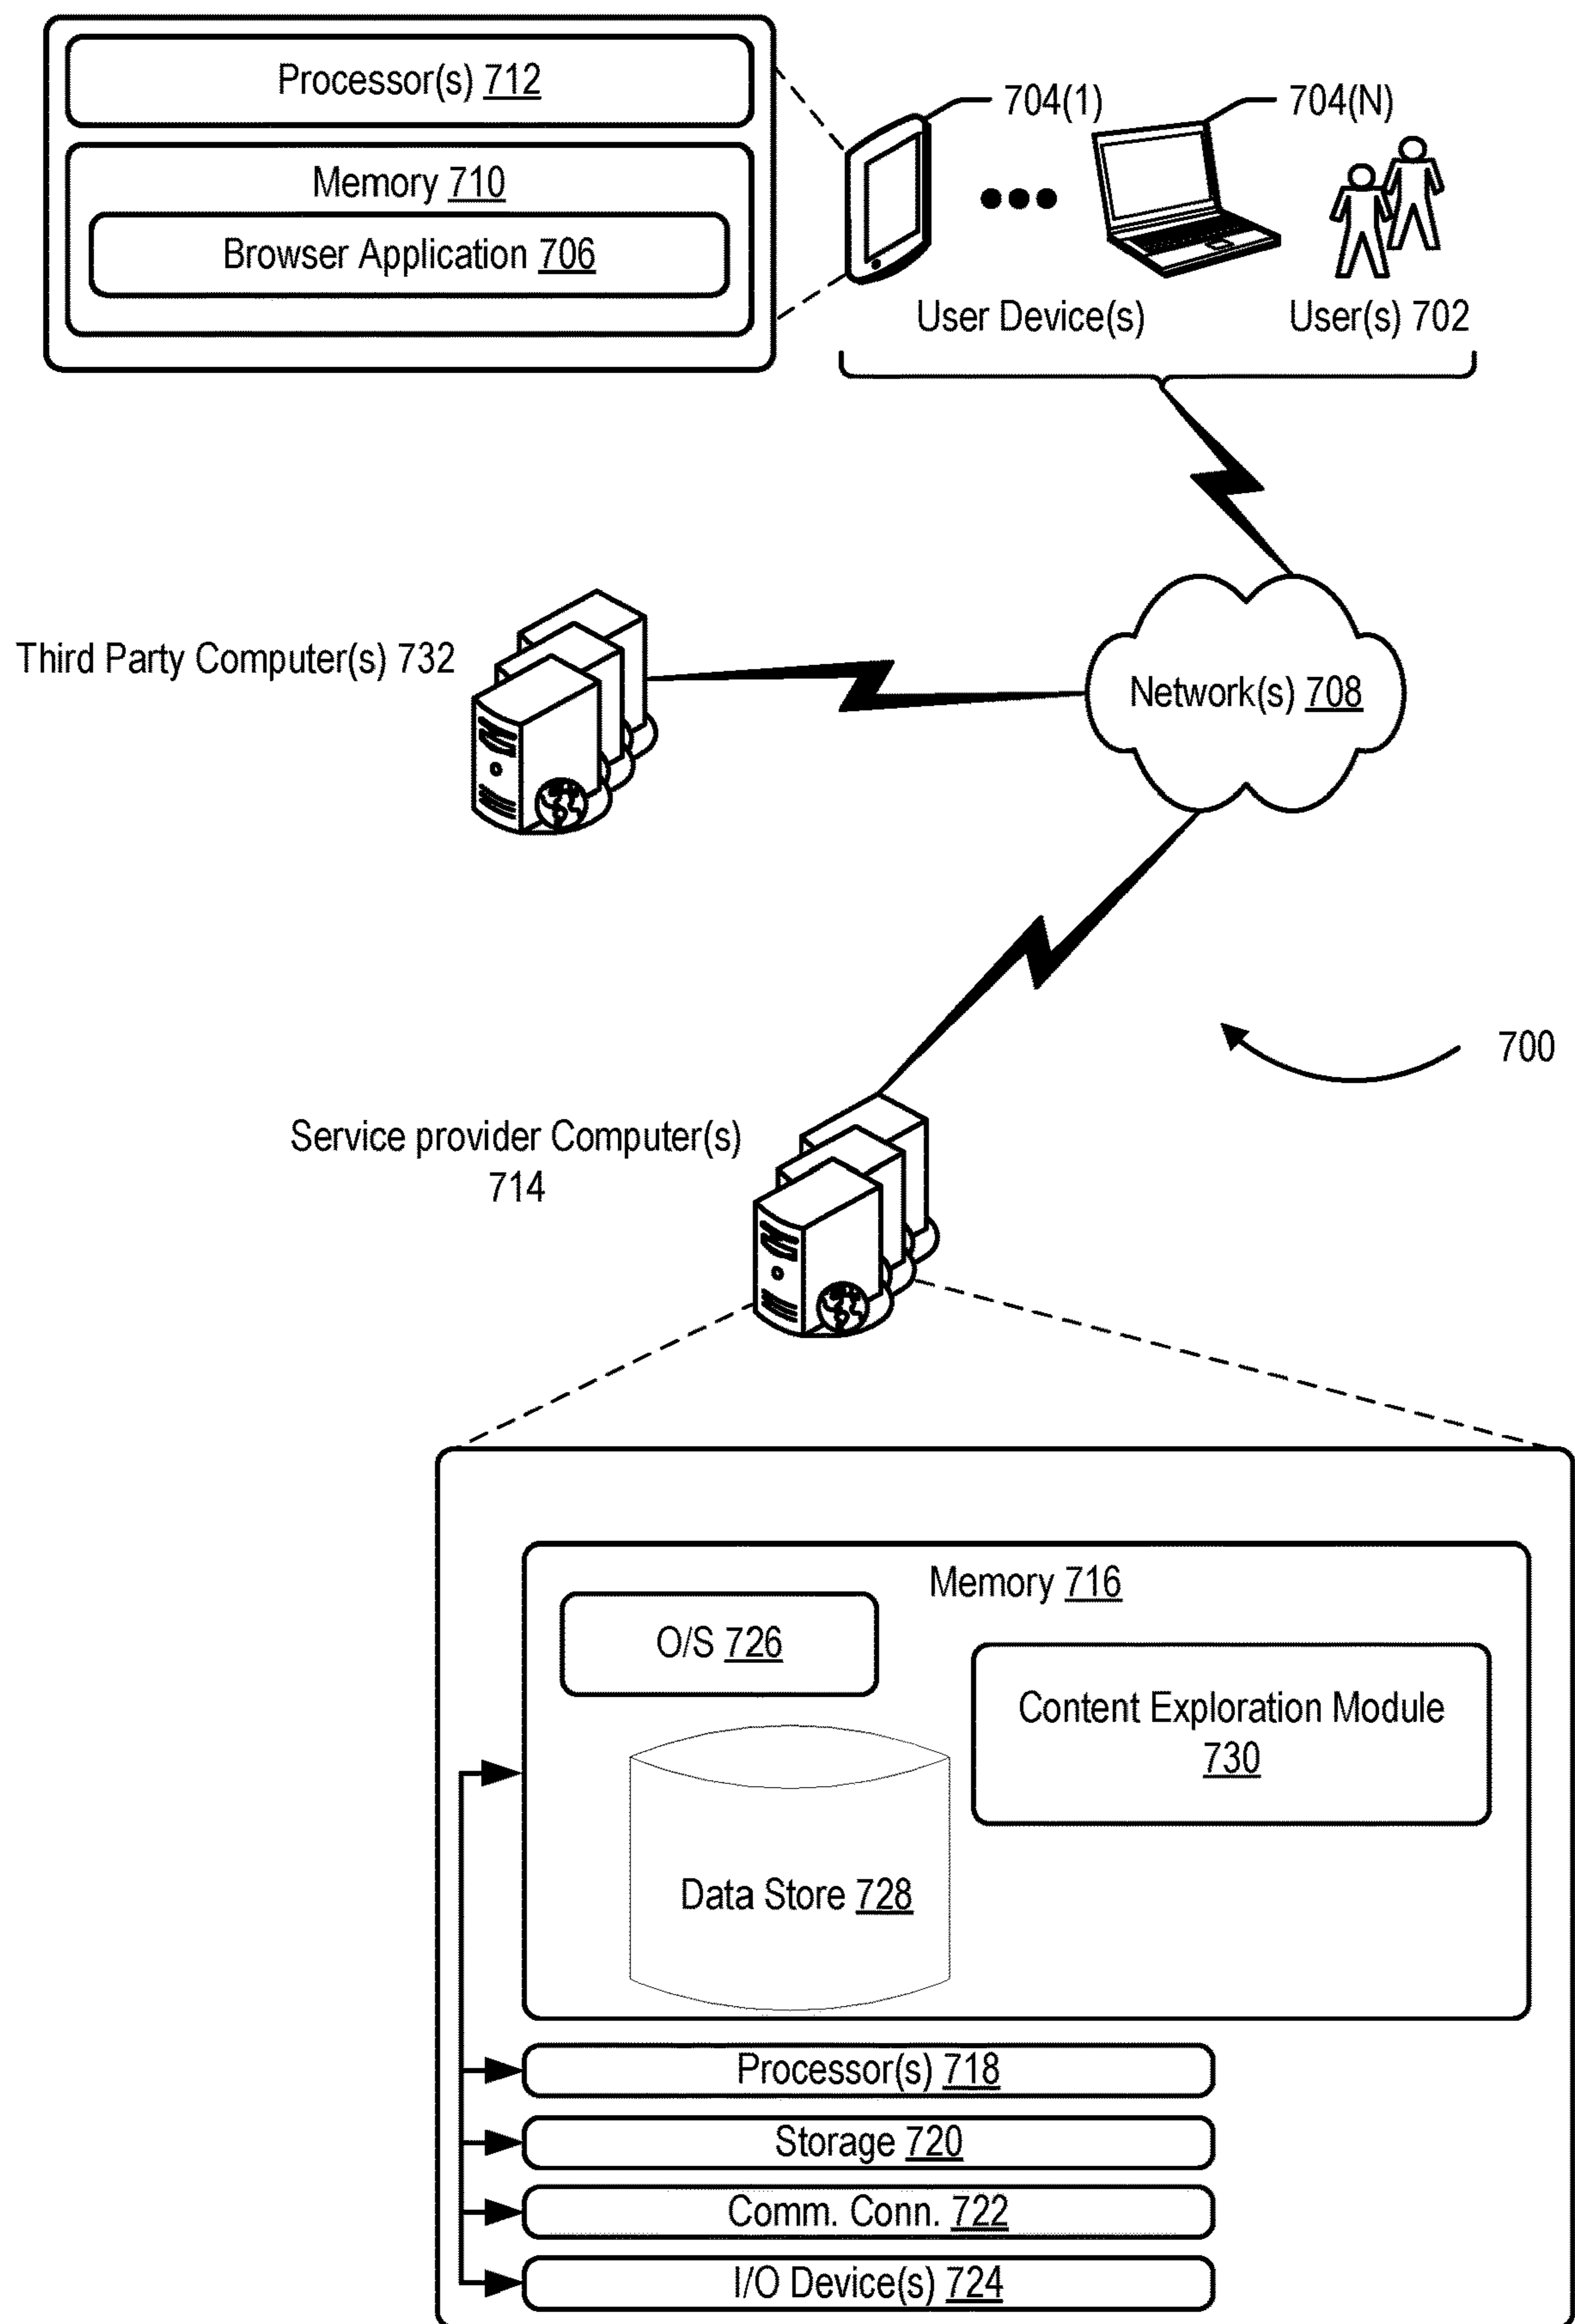 Processor(s) 712
Memory 710
Browser Application 706
704(1)
704(N)
User Device(s)
User(s) 702
Third Party Computer(s) 732
Network(s) 708
700
Service provider Computer(s)
714
Memory 716
O/S 726
Content Exploration Module
730
Data Store 728
Processor(s) 718
Storage 720
Comm. Conn. 722
I/O Device(s) 724